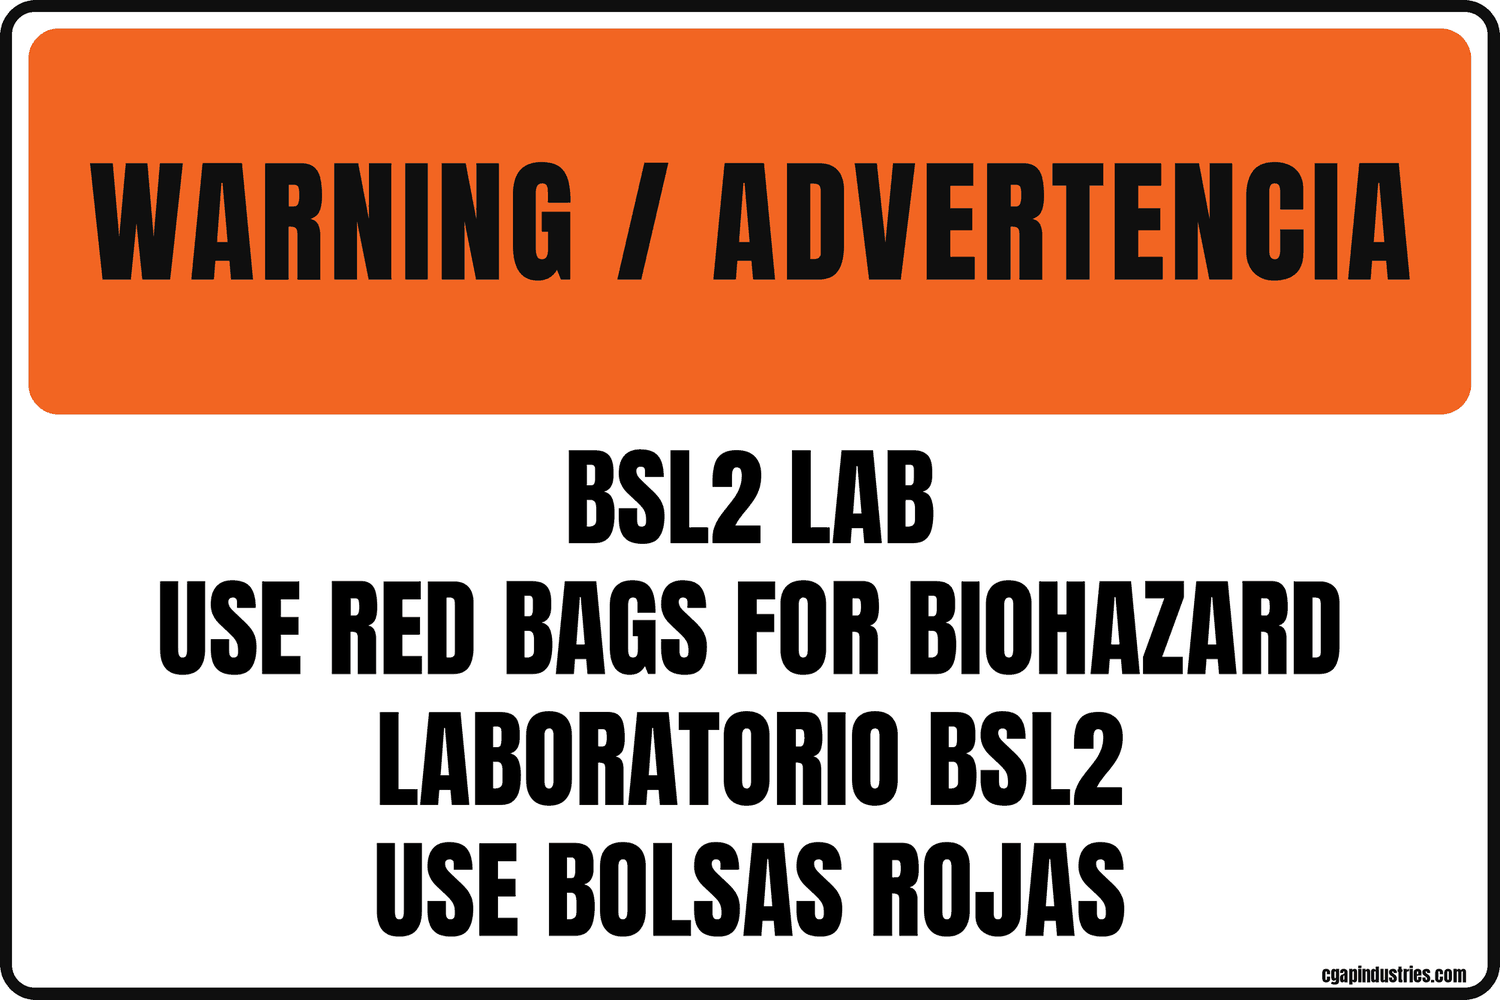 WARNING / ADVERTENCIA
BSL2 LAB
USE RED BAGS FOR BIOHAZARD
LABORATORIO BSL2
USE BOLSAS ROJAS
cgapindustries.com